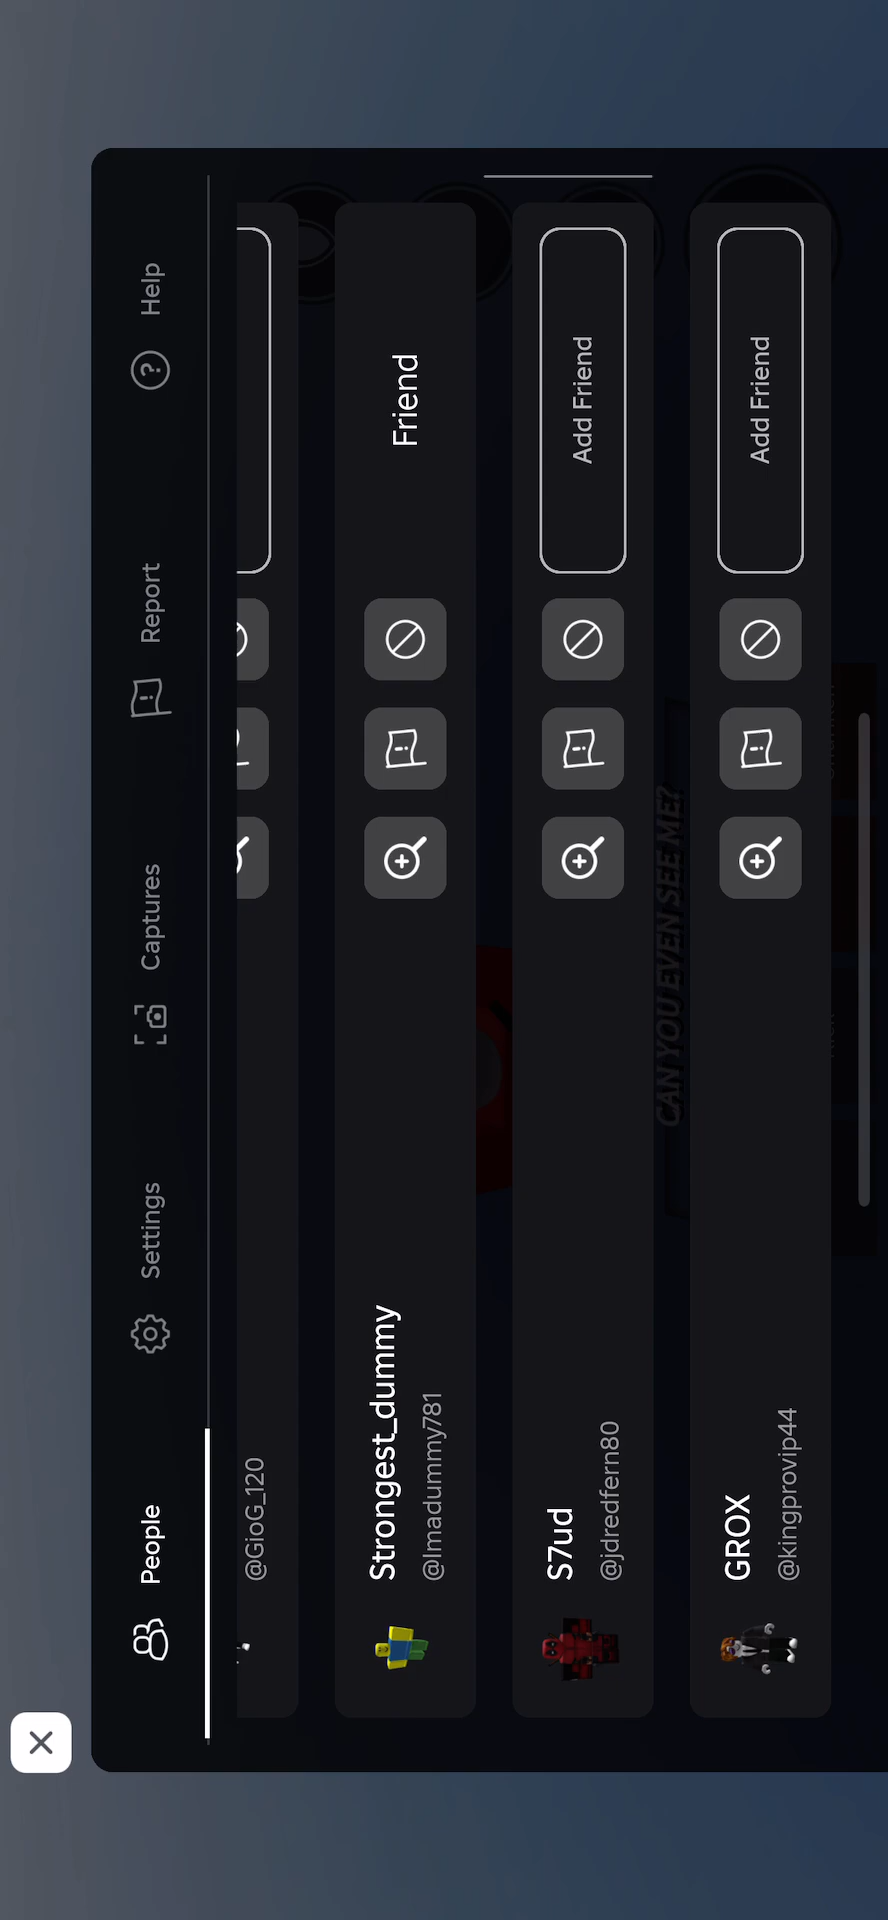 People
Settings
Captures
Report
Help
@GioG_120
Strongest_dummy
@Imadummy781
Friend
S7ud
@jdredfern80
Add Friend
CAN YOU EVEN SEE ME?
GROX
@kingprovip44
Add Friend